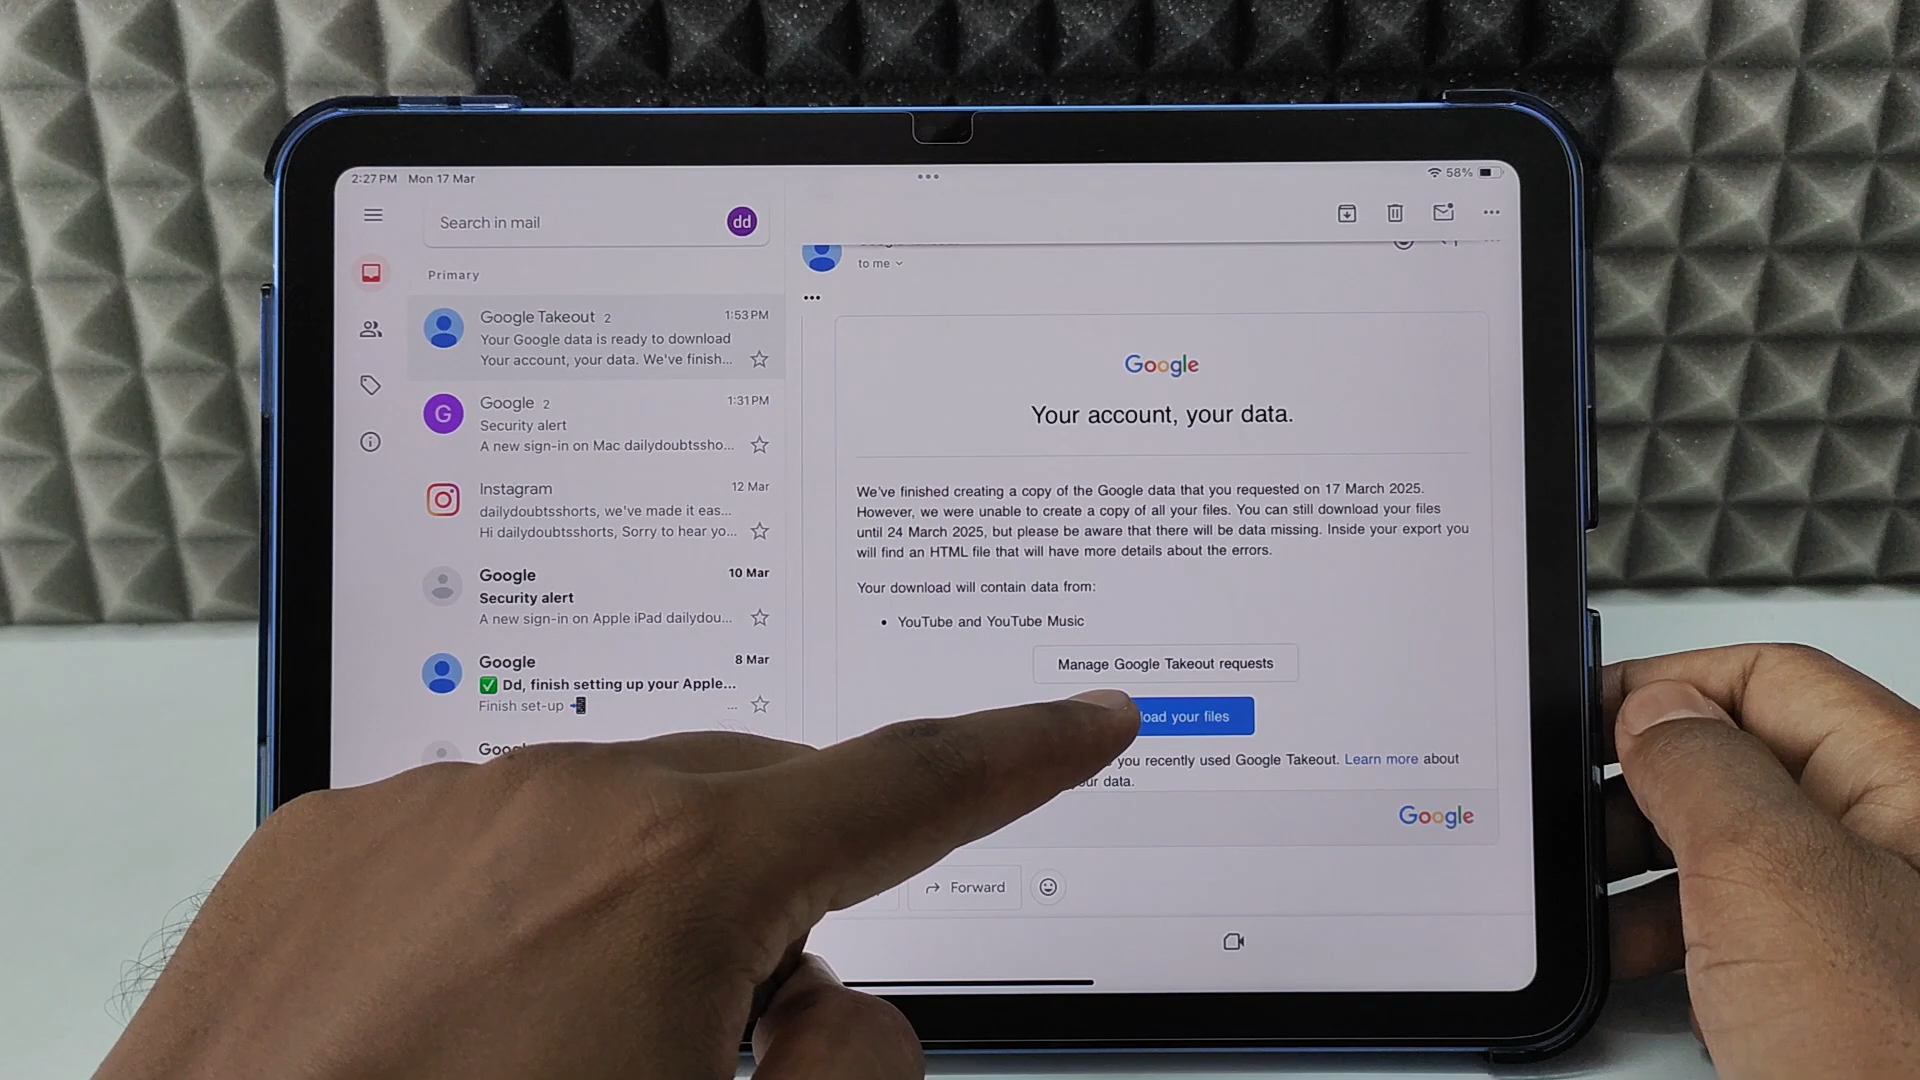 2:27 PM Mon 17 Mar
58%
Search in mail
dd
Primary
Google Takeout 2 1:53 PM
Your Google data is ready to download
Your account, your data. We've finish...
G
Google 2 1:31 PM
Security alert
A new sign-in on Mac dailydoubtssho...
Instagram 12 Mar
dailydoubtsshorts, we've made it eas...
Hi dailydoubtsshorts, Sorry to hear yo...
Google 10 Mar
Security alert
A new sign-in on Apple iPad dailydou...
Google 8 Mar
✅ Dd, finish setting up your Apple...
Finish set-up 📲 ...
to me
Google
Your account, your data.
We've finished creating a copy of the Google data that you requested on 17 March 2025.
However, we were unable to create a copy of all your files. You can still download your files
until 24 March 2025, but please be aware that there will be data missing. Inside your export you
will find an HTML file that will have more details about the errors.
Your download will contain data from:
• YouTube and YouTube Music
Manage Google Takeout requests
your files
you recently used Google Takeout. Learn more about
data.
Google
Forward